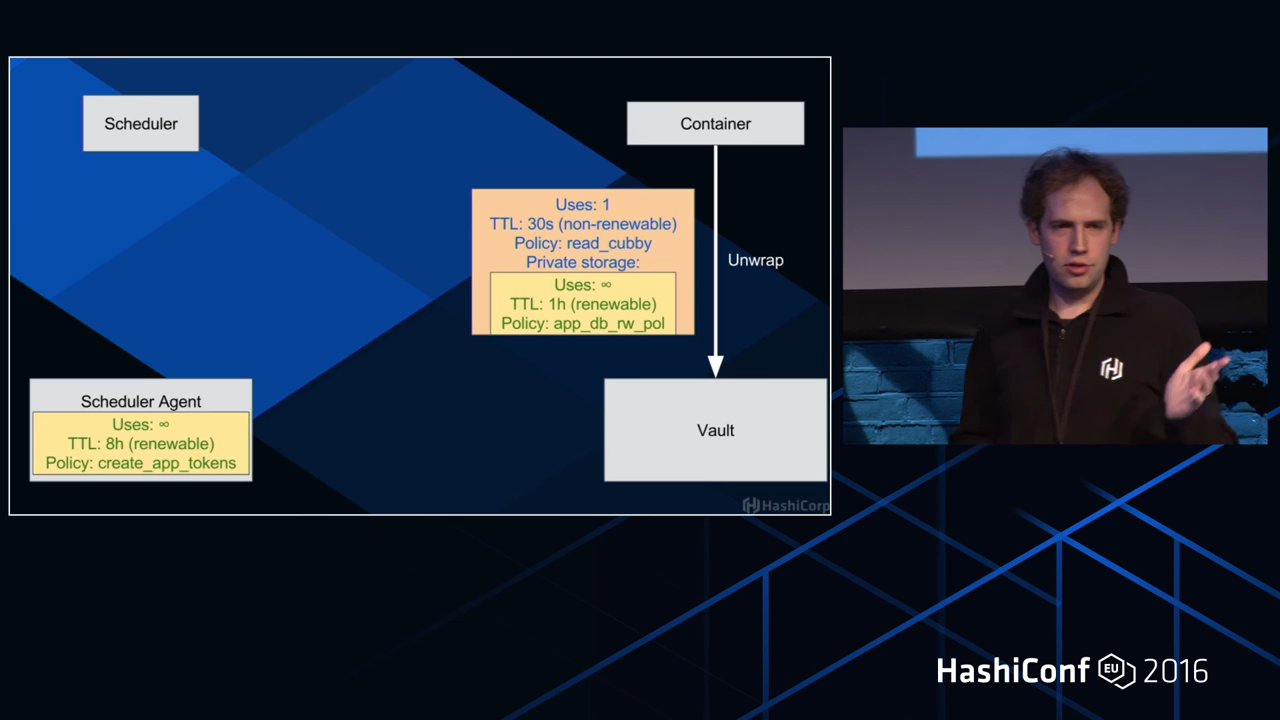 Scheduler
Container
Uses: 1
TTL: 30s (non-renewable)
Policy: read_cubby
Private storage:
Uses: ∞
TTL: 1h (renewable)
Policy: app_db_rw_pol
Unwrap
Scheduler Agent
Uses: ∞
TTL: 8h (renewable)
Policy: create_app_tokens
Vault
HashiCorp
HashiConf EU 2016